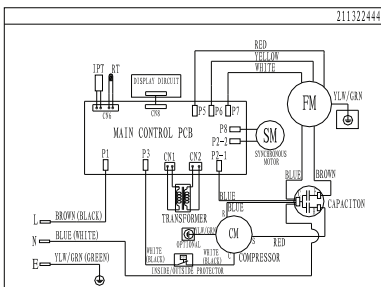 211322444
RED
YELLOW
WHITE
IPT
RT
DISPLAY DIRCUIT
CN6
CN8
P5
P6
P7
FM
YLW/GRN
MAIN CONTROL PCB
P8
P2-2
SM
SYNCHONOUS
MOTOR
P1
P3
CN1
CN2
P2-1
BLUE
BROWN
TRANSFORMER
BLUE
BLUE
CAPACITON
L
BROWN (BLACK)
R
YLW/GRN
OPTIONAL
CM
S
RED
N
BLUE (WHITE)
WHITE
(BLACK)
WHITE
(BLACK)
C
COMPRESSOR
E
YLW/GRN (GREEN)
INSIDE/OUTSIDE PROTECTOR